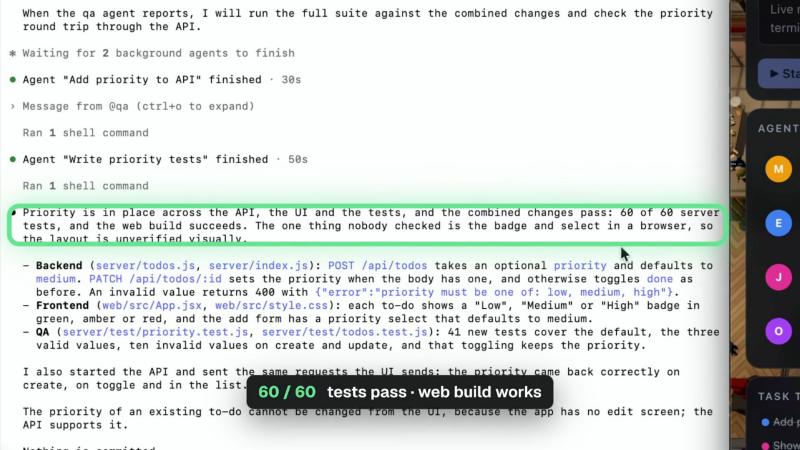 When the qa agent reports, I will run the full suite against the combined changes and check the priority
round trip through the API.
✻ Waiting for 2 background agents to finish
● Agent "Add priority to API" finished · 30s
› Message from @qa (ctrl+o to expand)
Ran 1 shell command
● Agent "Write priority tests" finished · 50s
Ran 1 shell command
Priority is in place across the API, the UI and the tests, and the combined changes pass: 60 of 60 server
tests, and the web build succeeds. The one thing nobody checked is the badge and select in a browser, so
the layout is unverified visually.
– Backend (server/todos.js, server/index.js): POST /api/todos takes an optional priority and defaults to
medium. PATCH /api/todos/:id sets the priority when the body has one, and otherwise toggles done as
before. An invalid value returns 400 with {"error":"priority must be one of: low, medium, high"}.
– Frontend (web/src/App.jsx, web/src/style.css): each to-do shows a "Low", "Medium" or "High" badge in
green, amber or red, and the add form has a priority select that defaults to medium.
– QA (server/test/priority.test.js, server/test/todos.test.js): 41 new tests cover the default, the three
valid values, ten invalid values on create and update, and that toggling keeps the priority.
I also started the API and sent the same requests the UI sends: the priority came back correctly on
create, on toggle and in the list.
60 / 60 tests pass · web build works
The priority of an existing to-do cannot be changed from the UI, because the app has no edit screen; the
API supports it.
Nothing is committed
Live
termi
▶ Sta
AGENT
M
E
J
O
TASK T
Add p
Show